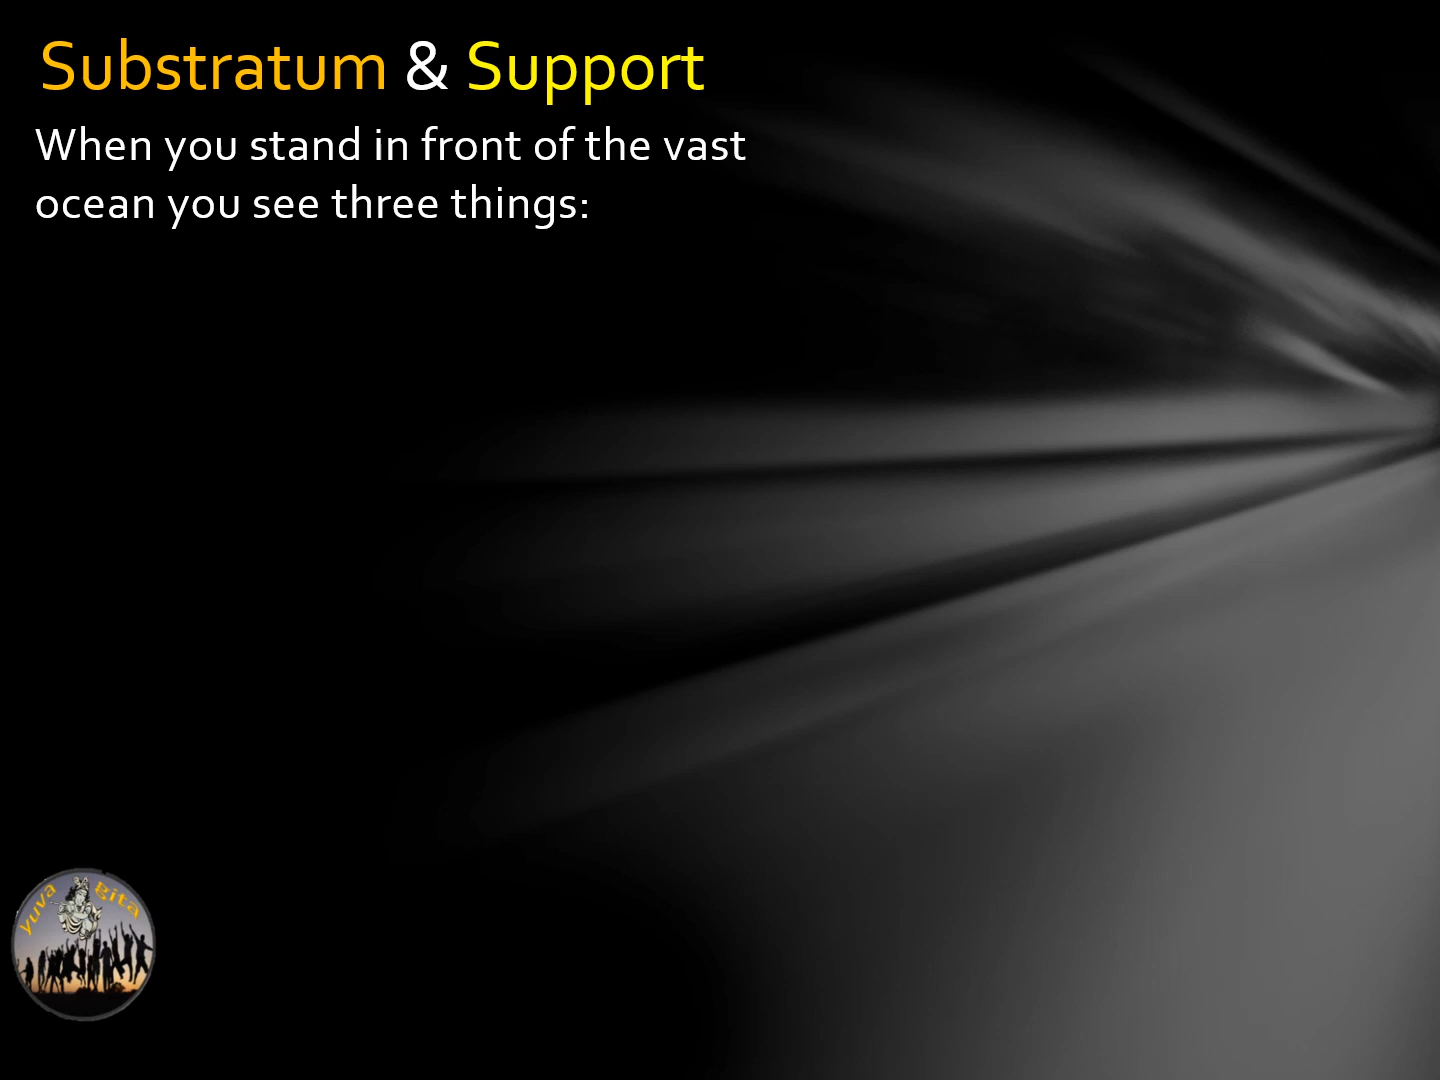 Substratum & Support
When you stand in front of the vast
ocean you see three things:
yuva gita